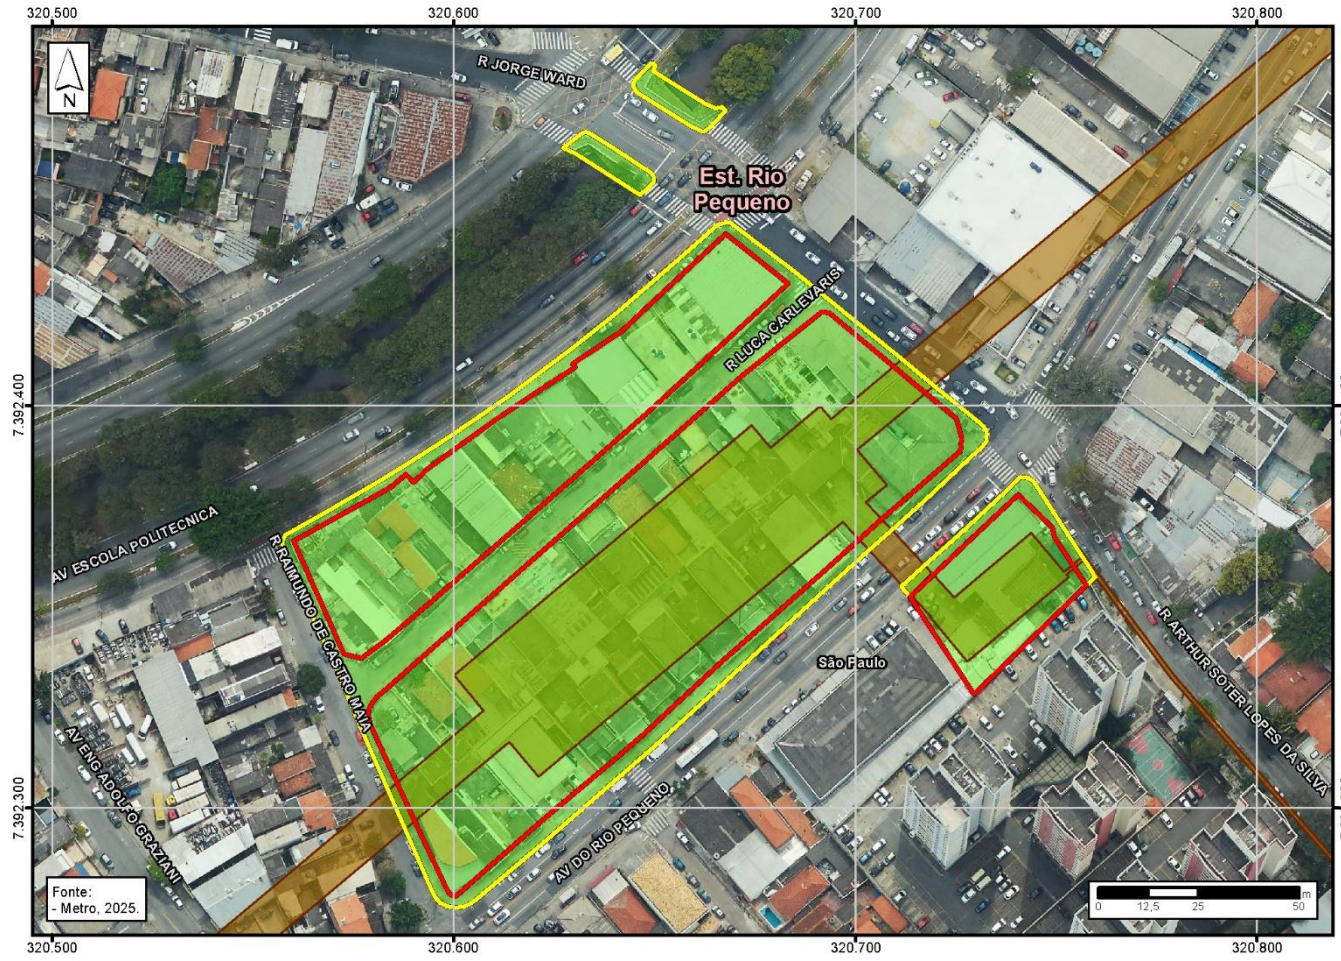 320.500
320.600
320.700
320.800
N
R JORGE WARD
Est. Rio
Pequeno
R LUCA CARLEVARIS
7.392.400
AV ESCOLA POLITECNICA
R RAIMUNDO DE CASTRO MAIA
São Paulo
R ARTHUR SOTER LOPES DA SILVA
AV ENG ADOLFO GRAZIANI
7.392.300
AV DO RIO PEQUENO
Fonte:
- Metro, 2025.
m
0 12,5 25 50
320.500
320.600
320.700
320.800